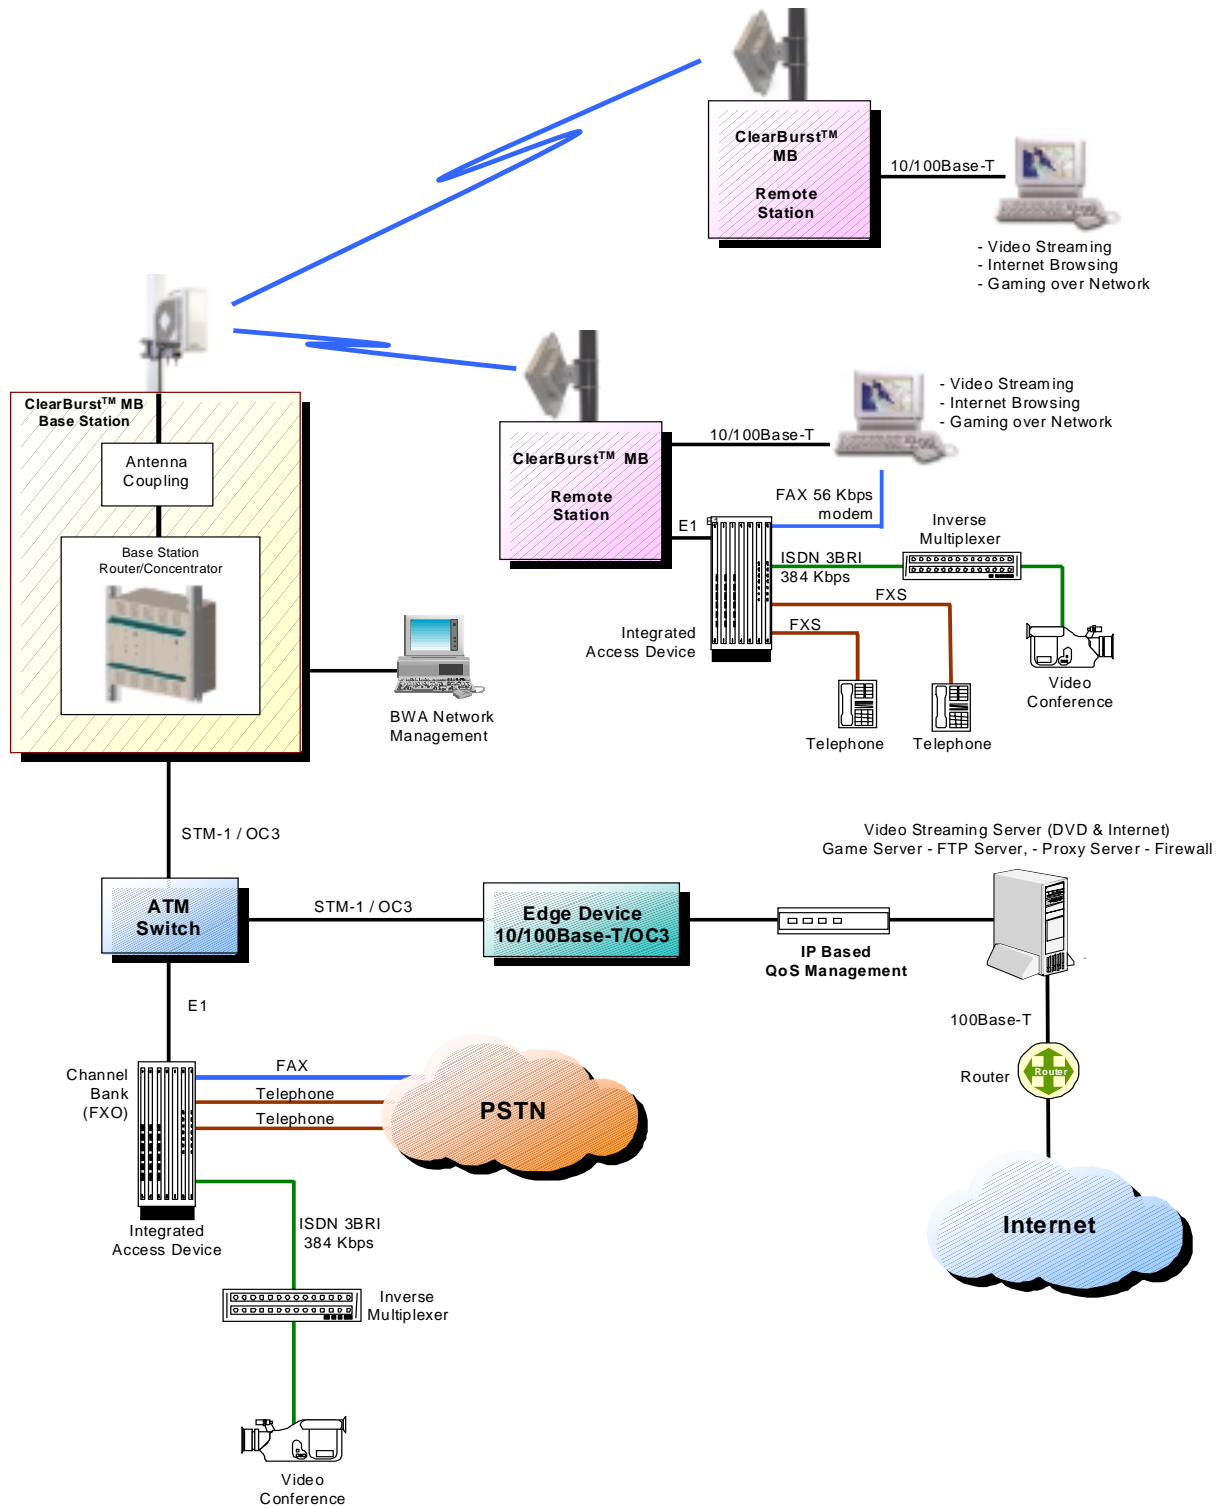 ClearBurst™
MB
Remote
Station
10/100Base-T
- Video Streaming
- Internet Browsing
- Gaming over Network
ClearBurst™ MB
Base Station
Antenna
Coupling
Base Station
Router/Concentrator
ClearBurst™ MB
Remote
Station
10/100Base-T
- Video Streaming
- Internet Browsing
- Gaming over Network
FAX 56 Kbps
modem
E1
E1
ISDN 3BRI
384 Kbps
Inverse
Multiplexer
FXS
FXS
Integrated
Access Device
Telephone
Telephone
Video
Conference
BWA Network
Management
STM-1 / OC3
ATM
Switch
STM-1 / OC3
Edge Device
10/100Base-T/OC3
IP Based
QoS Management
Video Streaming Server (DVD & Internet)
Game Server - FTP Server, - Proxy Server - Firewall
100Base-T
Router
Router
Internet
E1
Channel
Bank
(FXO)
FAX
Telephone
Telephone
PSTN
Integrated
Access Device
ISDN 3BRI
384 Kbps
Inverse
Multiplexer
Video
Conference